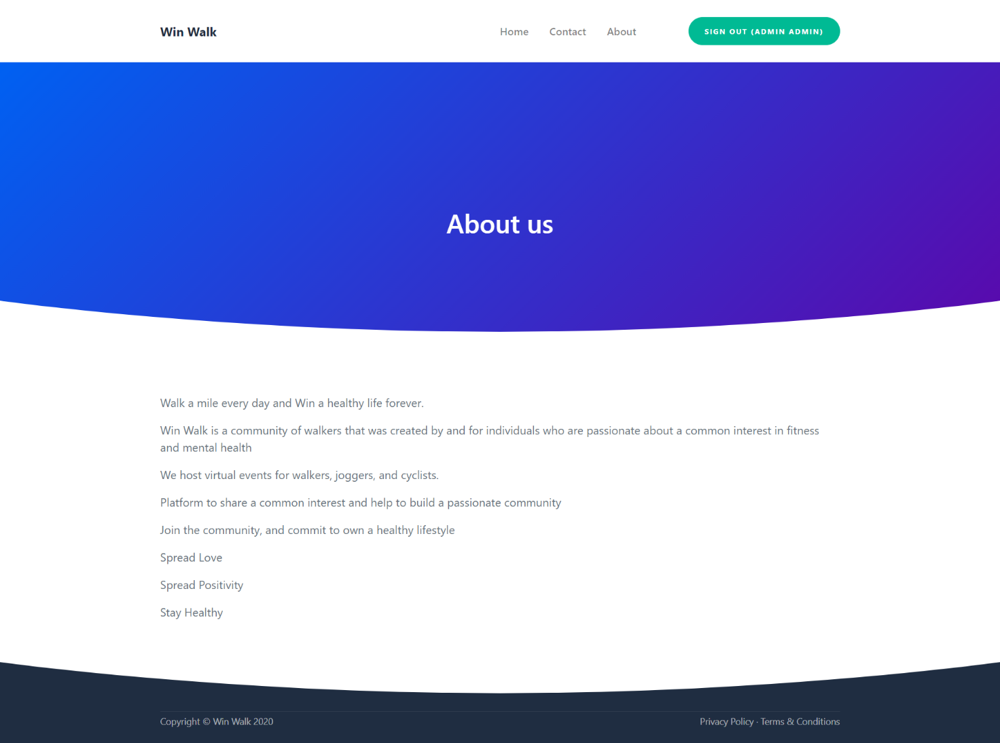 Win Walk
Home
Contact
About
SIGN OUT (ADMIN ADMIN)
About us
Walk a mile every day and Win a healthy life forever.
Win Walk is a community of walkers that was created by and for individuals who are passionate about a common interest in fitness
and mental health
We host virtual events for walkers, joggers, and cyclists.
Platform to share a common interest and help to build a passionate community
Join the community, and commit to own a healthy lifestyle
Spread Love
Spread Positivity
Stay Healthy
Copyright © Win Walk 2020
Privacy Policy · Terms & Conditions